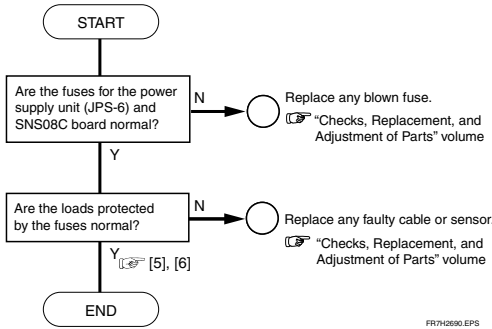 START
Are the fuses for the power
supply unit (JPS-6) and
SNS08C board normal?
N
Replace any blown fuse.
“Checks, Replacement, and
Adjustment of Parts” volume
Y
Are the loads protected
by the fuses normal?
N
Replace any faulty cable or sensor.
“Checks, Replacement, and
Adjustment of Parts” volume
Y
[5], [6]
END
FR7H2690.EPS